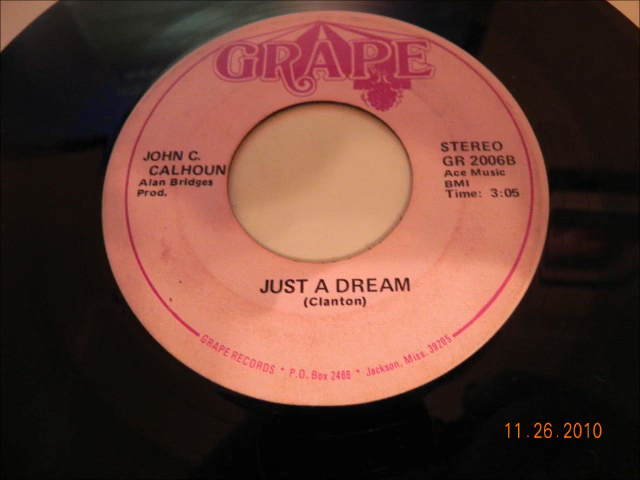 GRAPE
JOHN C.
CALHOUN
Alan Bridges
Prod.
STEREO
GR 2006B
Ace Music
BMI
Time: 3:05
JUST A DREAM
(Clanton)
GRAPE RECORDS * P.O. Box 2466 * Jackson, Miss. 39205
11.26.2010